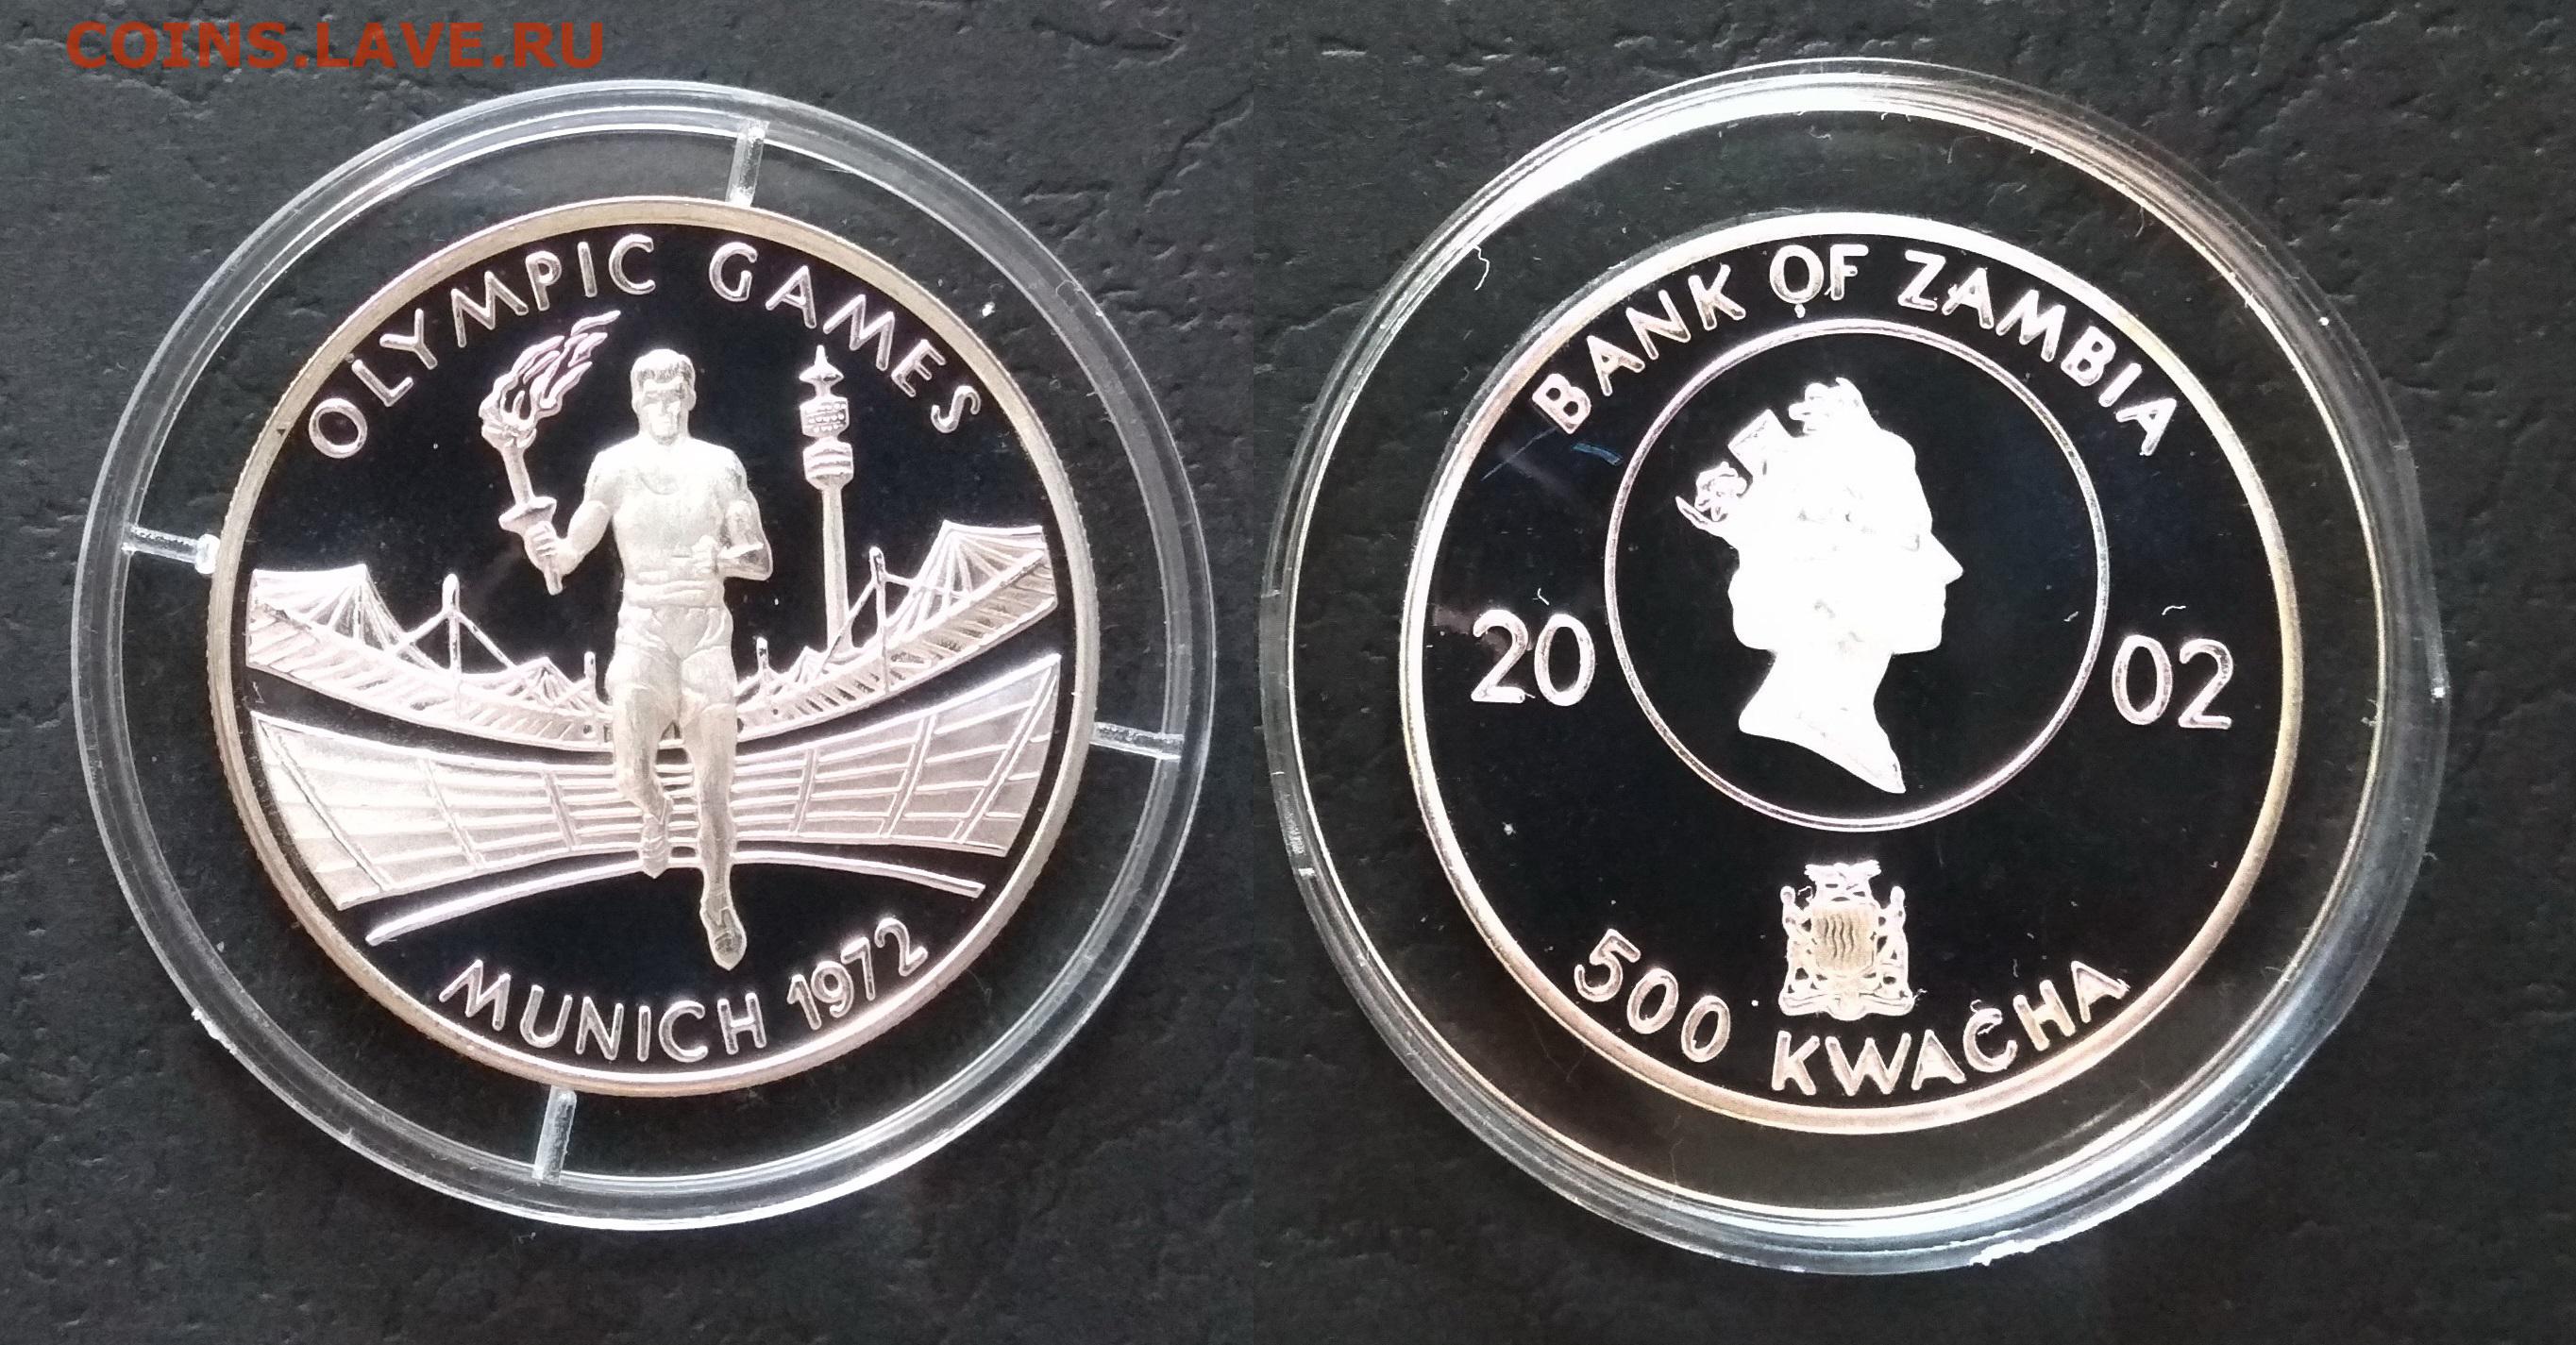 COINS.LAVE.RU
OLYMPIC GAMES
MUNICH 1972
BANK OF ZAMBIA
20 02
500 KWACHA